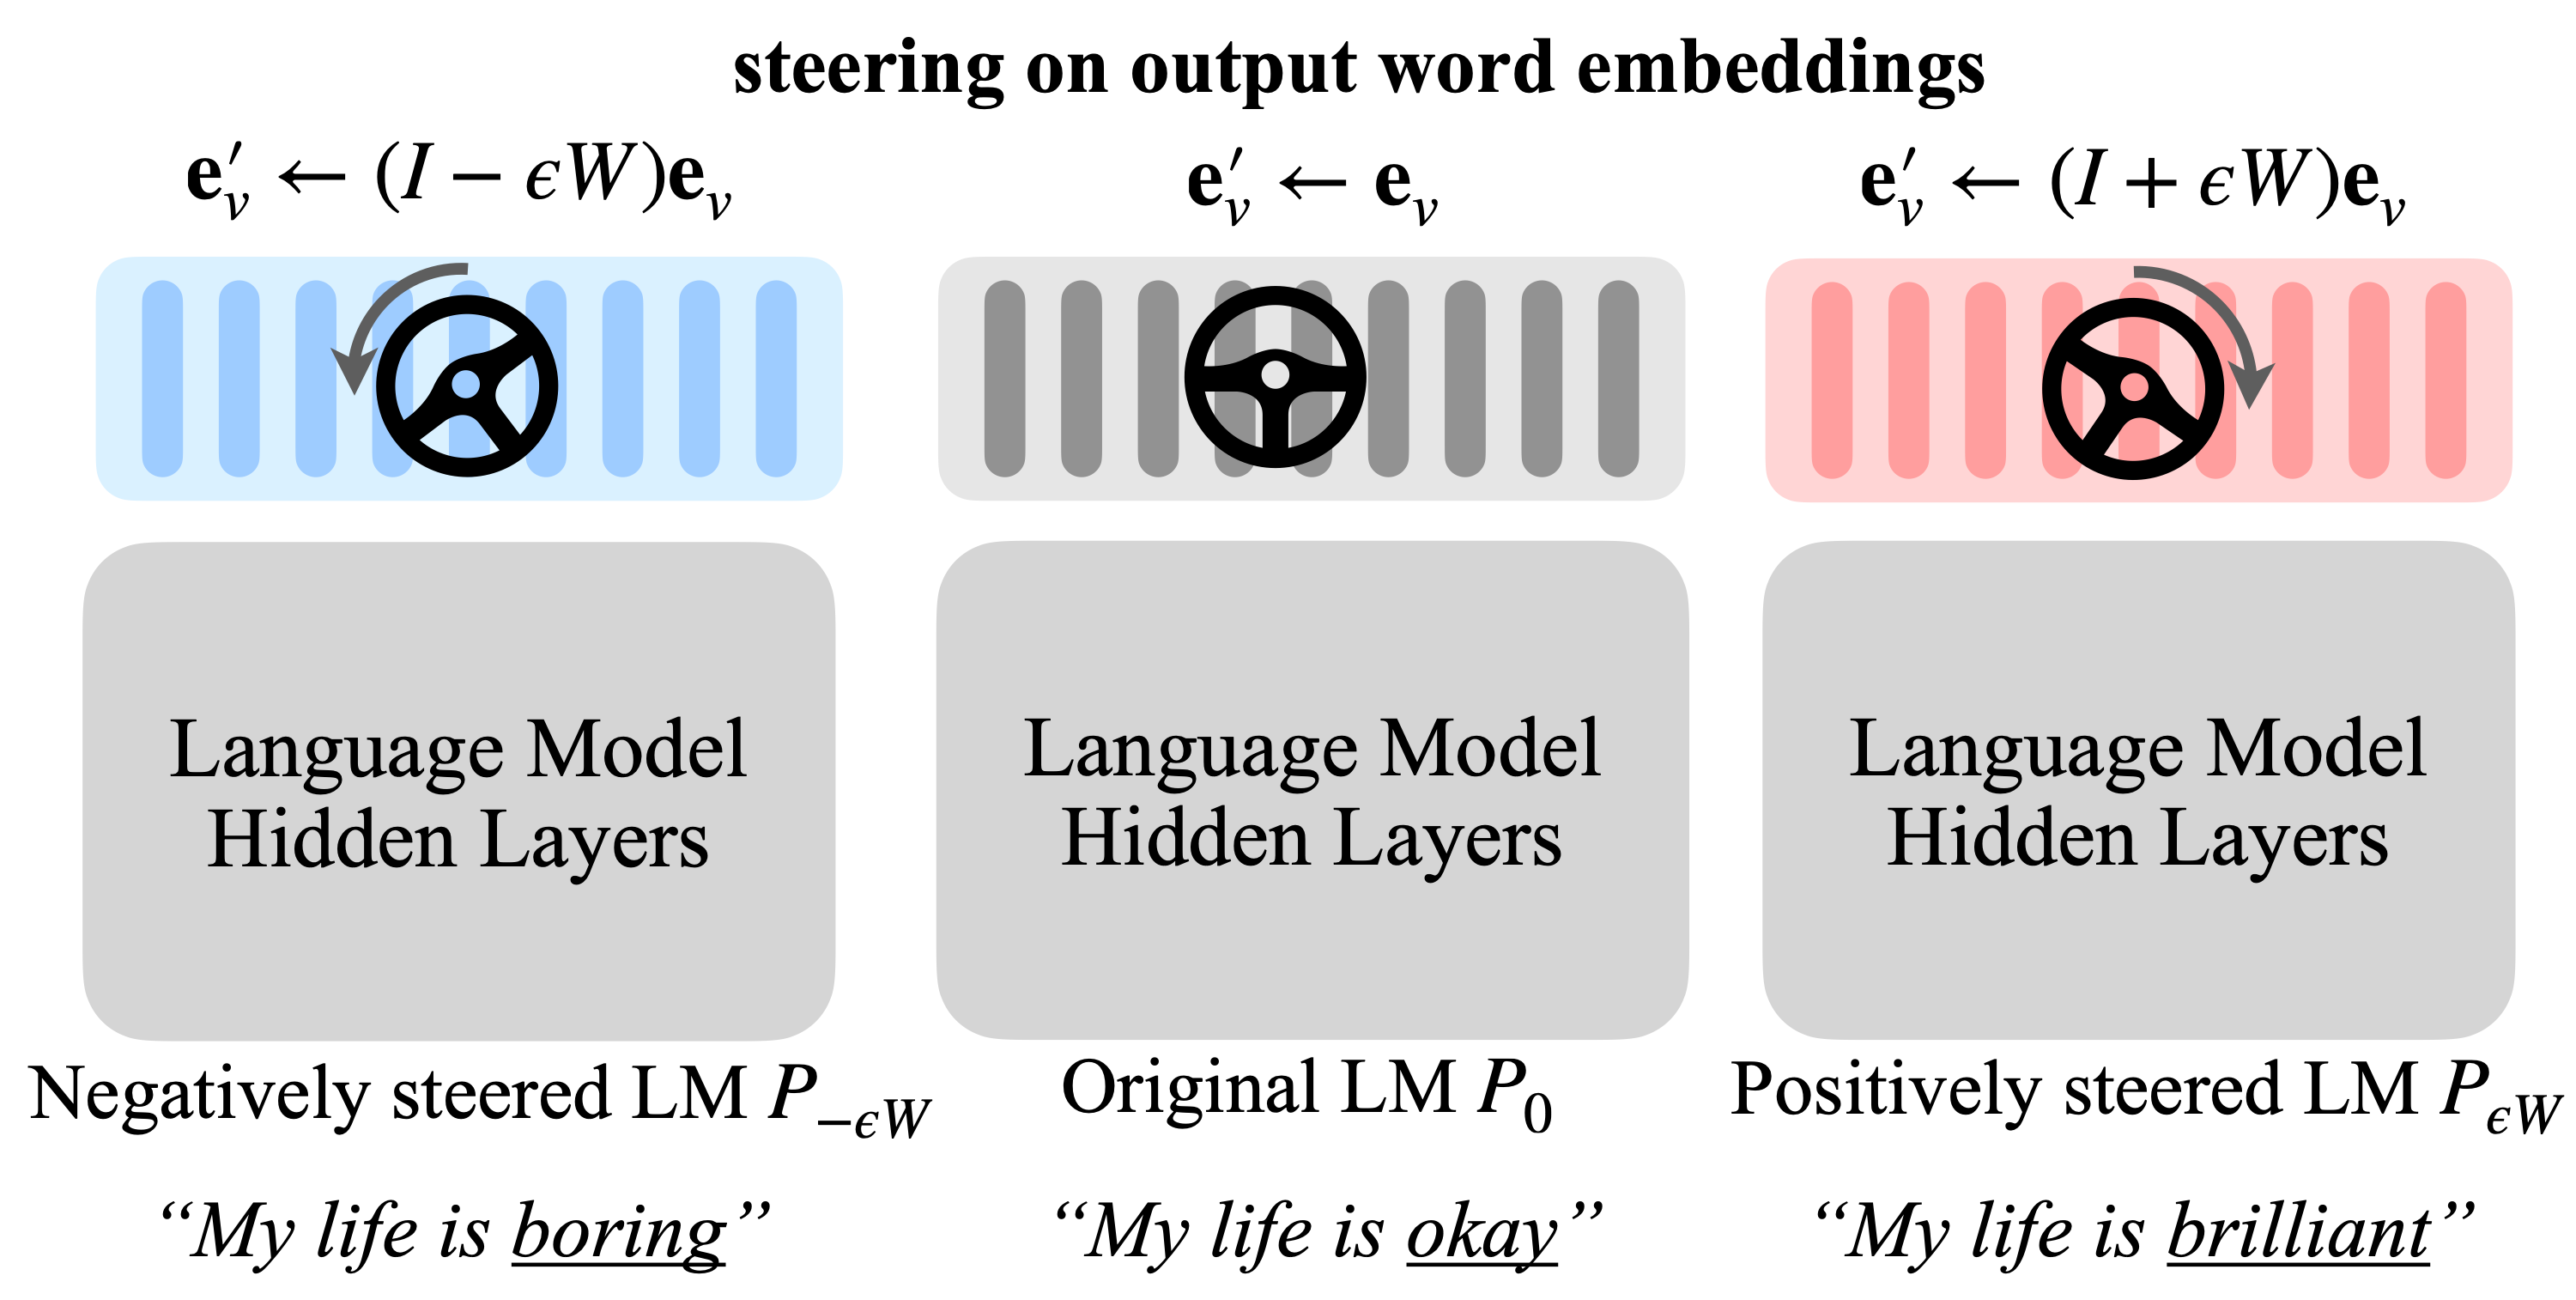 steering on output word embeddings
e′ᵥ ← (I − ϵW)eᵥ
e′ᵥ ← eᵥ
e′ᵥ ← (I + ϵW)eᵥ
Language Model
Hidden Layers
Language Model
Hidden Layers
Language Model
Hidden Layers
Negatively steered LM P₋ϵW
Original LM P₀
Positively steered LM PϵW
“My life is boring”
“My life is okay”
“My life is brilliant”